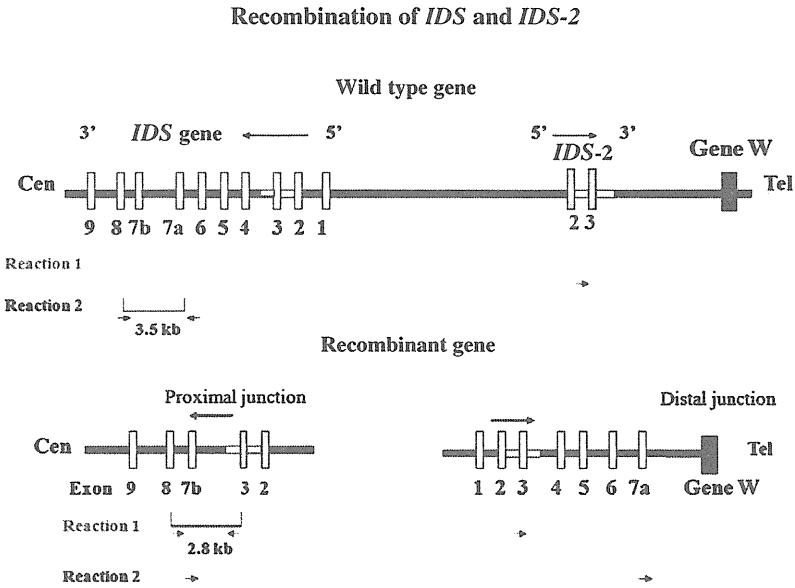 Recombination of IDS and IDS-2
Wild type gene
3’ IDS gene 5’ 5’ 3’
IDS-2 Gene W
Cen Tel
9 8 7b 7a 6 5 4 3 2 1 2 3
Reaction 1
Reaction 2
3.5 kb
Recombinant gene
Proximal junction Distal junction
Cen Tel
Exon 9 8 7b 3 2 1 2 3 4 5 6 7a Gene W
Reaction 1
2.8 kb
Reaction 2